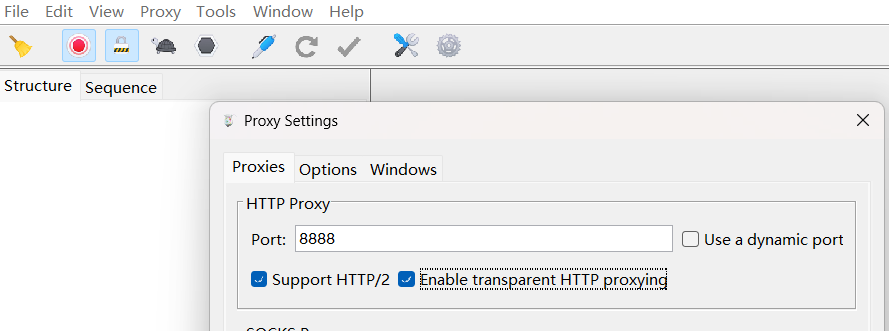 File Edit View Proxy Tools Window Help
Structure Sequence
Proxy Settings
Proxies Options Windows
HTTP Proxy
Port: 8888 Use a dynamic port
Support HTTP/2 Enable transparent HTTP proxying